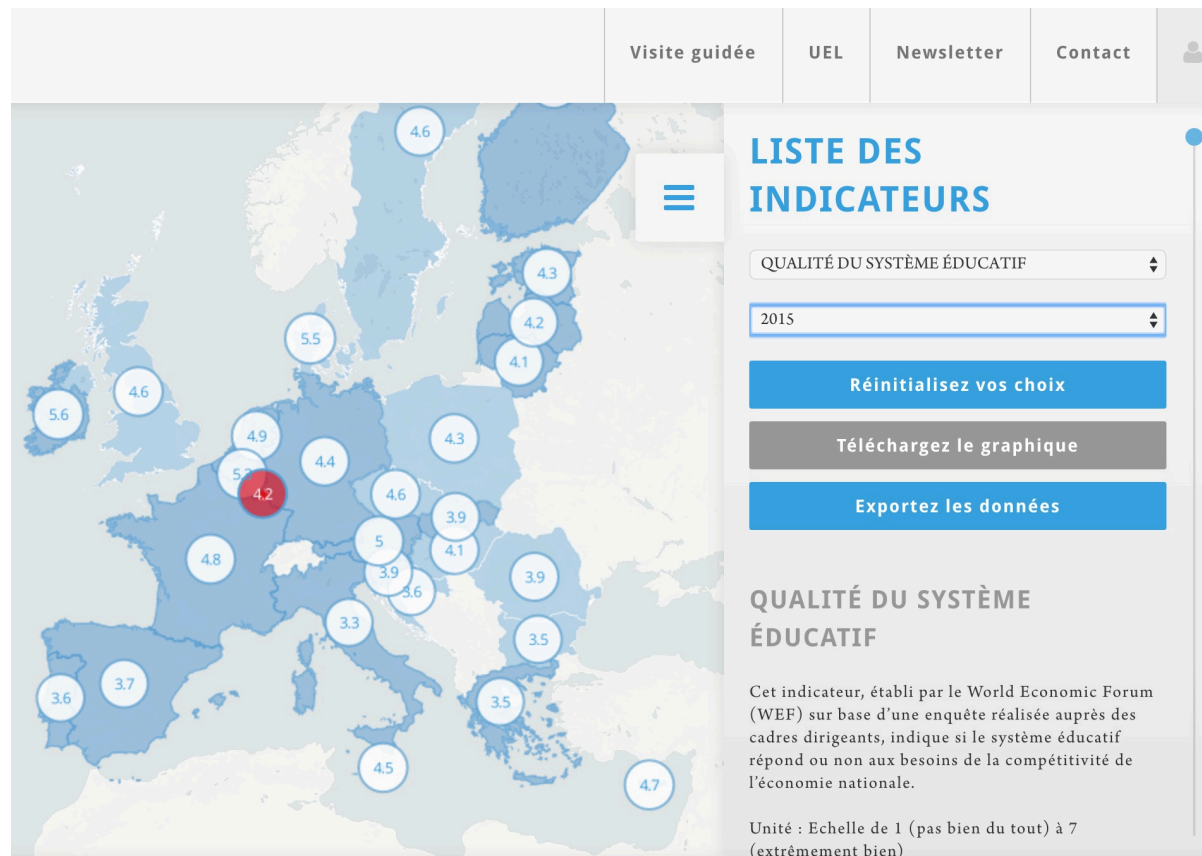 Visite guidée
UEL
Newsletter
Contact
LISTE DES
INDICATEURS
QUALITÉ DU SYSTÈME ÉDUCATIF
2015
Réinitialisez vos choix
Téléchargez le graphique
Exportez les données
QUALITÉ DU SYSTÈME
ÉDUCATIF
Cet indicateur, établi par le World Economic Forum
(WEF) sur base d'une enquête réalisée auprès des
cadres dirigeants, indique si le système éducatif
répond ou non aux besoins de la compétitivité de
l'économie nationale.
Unité : Echelle de 1 (pas bien du tout) à 7
(extrêmement bien)
4.6
4.3
4.2
5.5
4.1
4.6
5.6
4.9
4.3
4.4
4.2
4.6
3.9
5
4.1
4.8
3.9
3.9
3.6
3.3
3.5
3.7
3.6
3.5
4.5
4.7